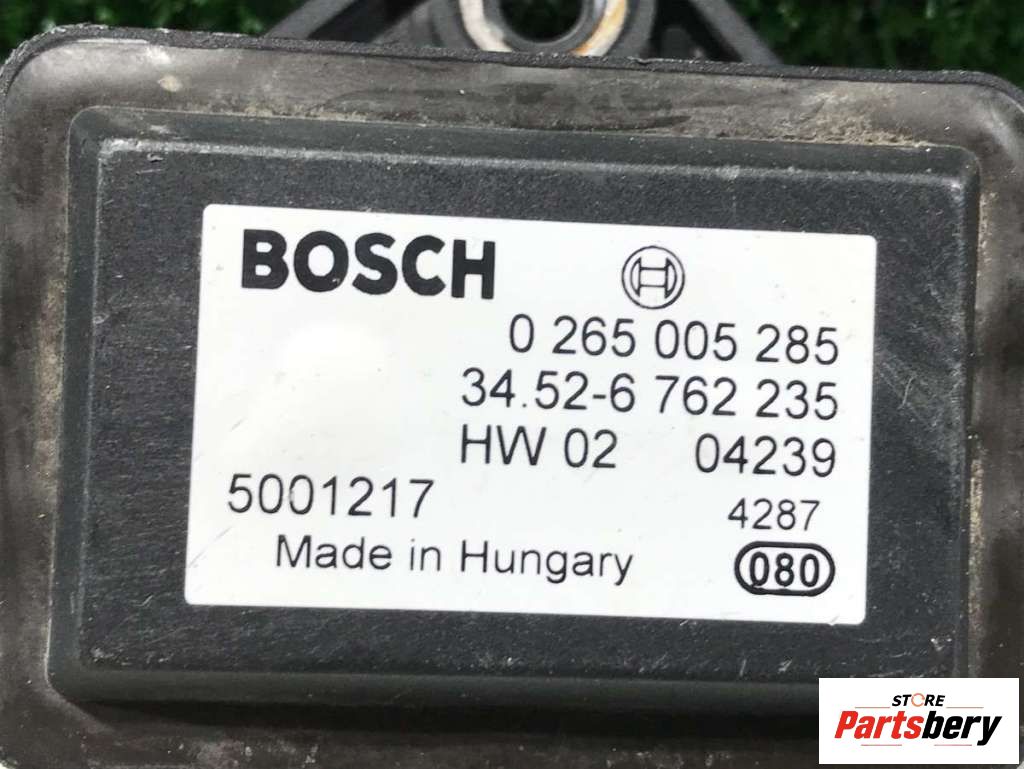 BOSCH
0 265 005 285
34.52-6 762 235
HW 02 04239
5001217 4287
Made in Hungary 080
STORE
Partsbery